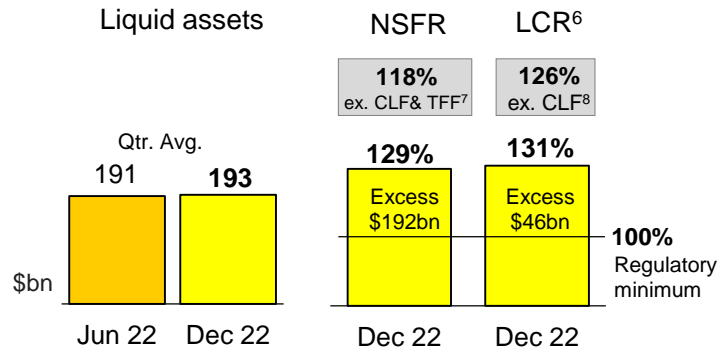 Liquid assets
NSFR
LCR⁶
118%
ex. CLF& TFF⁷
126%
ex. CLF⁸
Qtr. Avg.
191
193
129%
131%
Excess
$192bn
Excess
$46bn
100%
Regulatory
minimum
$bn
Jun 22
Dec 22
Dec 22
Dec 22